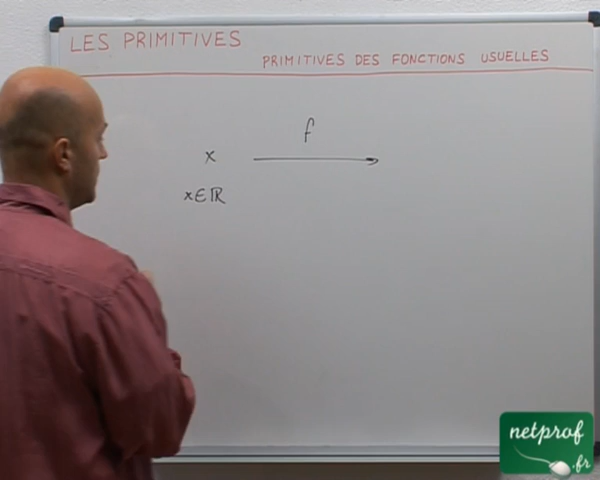 LES PRIMITIVES
PRIMITIVES DES FONCTIONS USUELLES
f
x
x∈ℝ
netprof
.fr